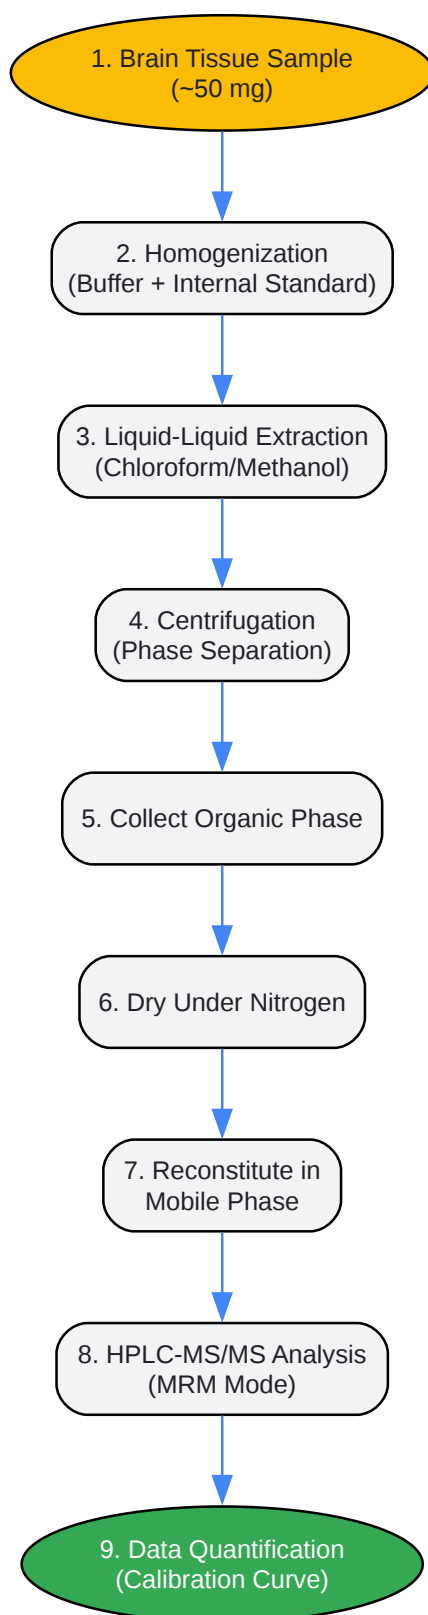 1. Brain Tissue Sample
(~50 mg)
2. Homogenization
(Buffer + Internal Standard)
3. Liquid-Liquid Extraction
(Chloroform/Methanol)
4. Centrifugation
(Phase Separation)
5. Collect Organic Phase
6. Dry Under Nitrogen
7. Reconstitute in
Mobile Phase
8. HPLC-MS/MS Analysis
(MRM Mode)
9. Data Quantification
(Calibration Curve)